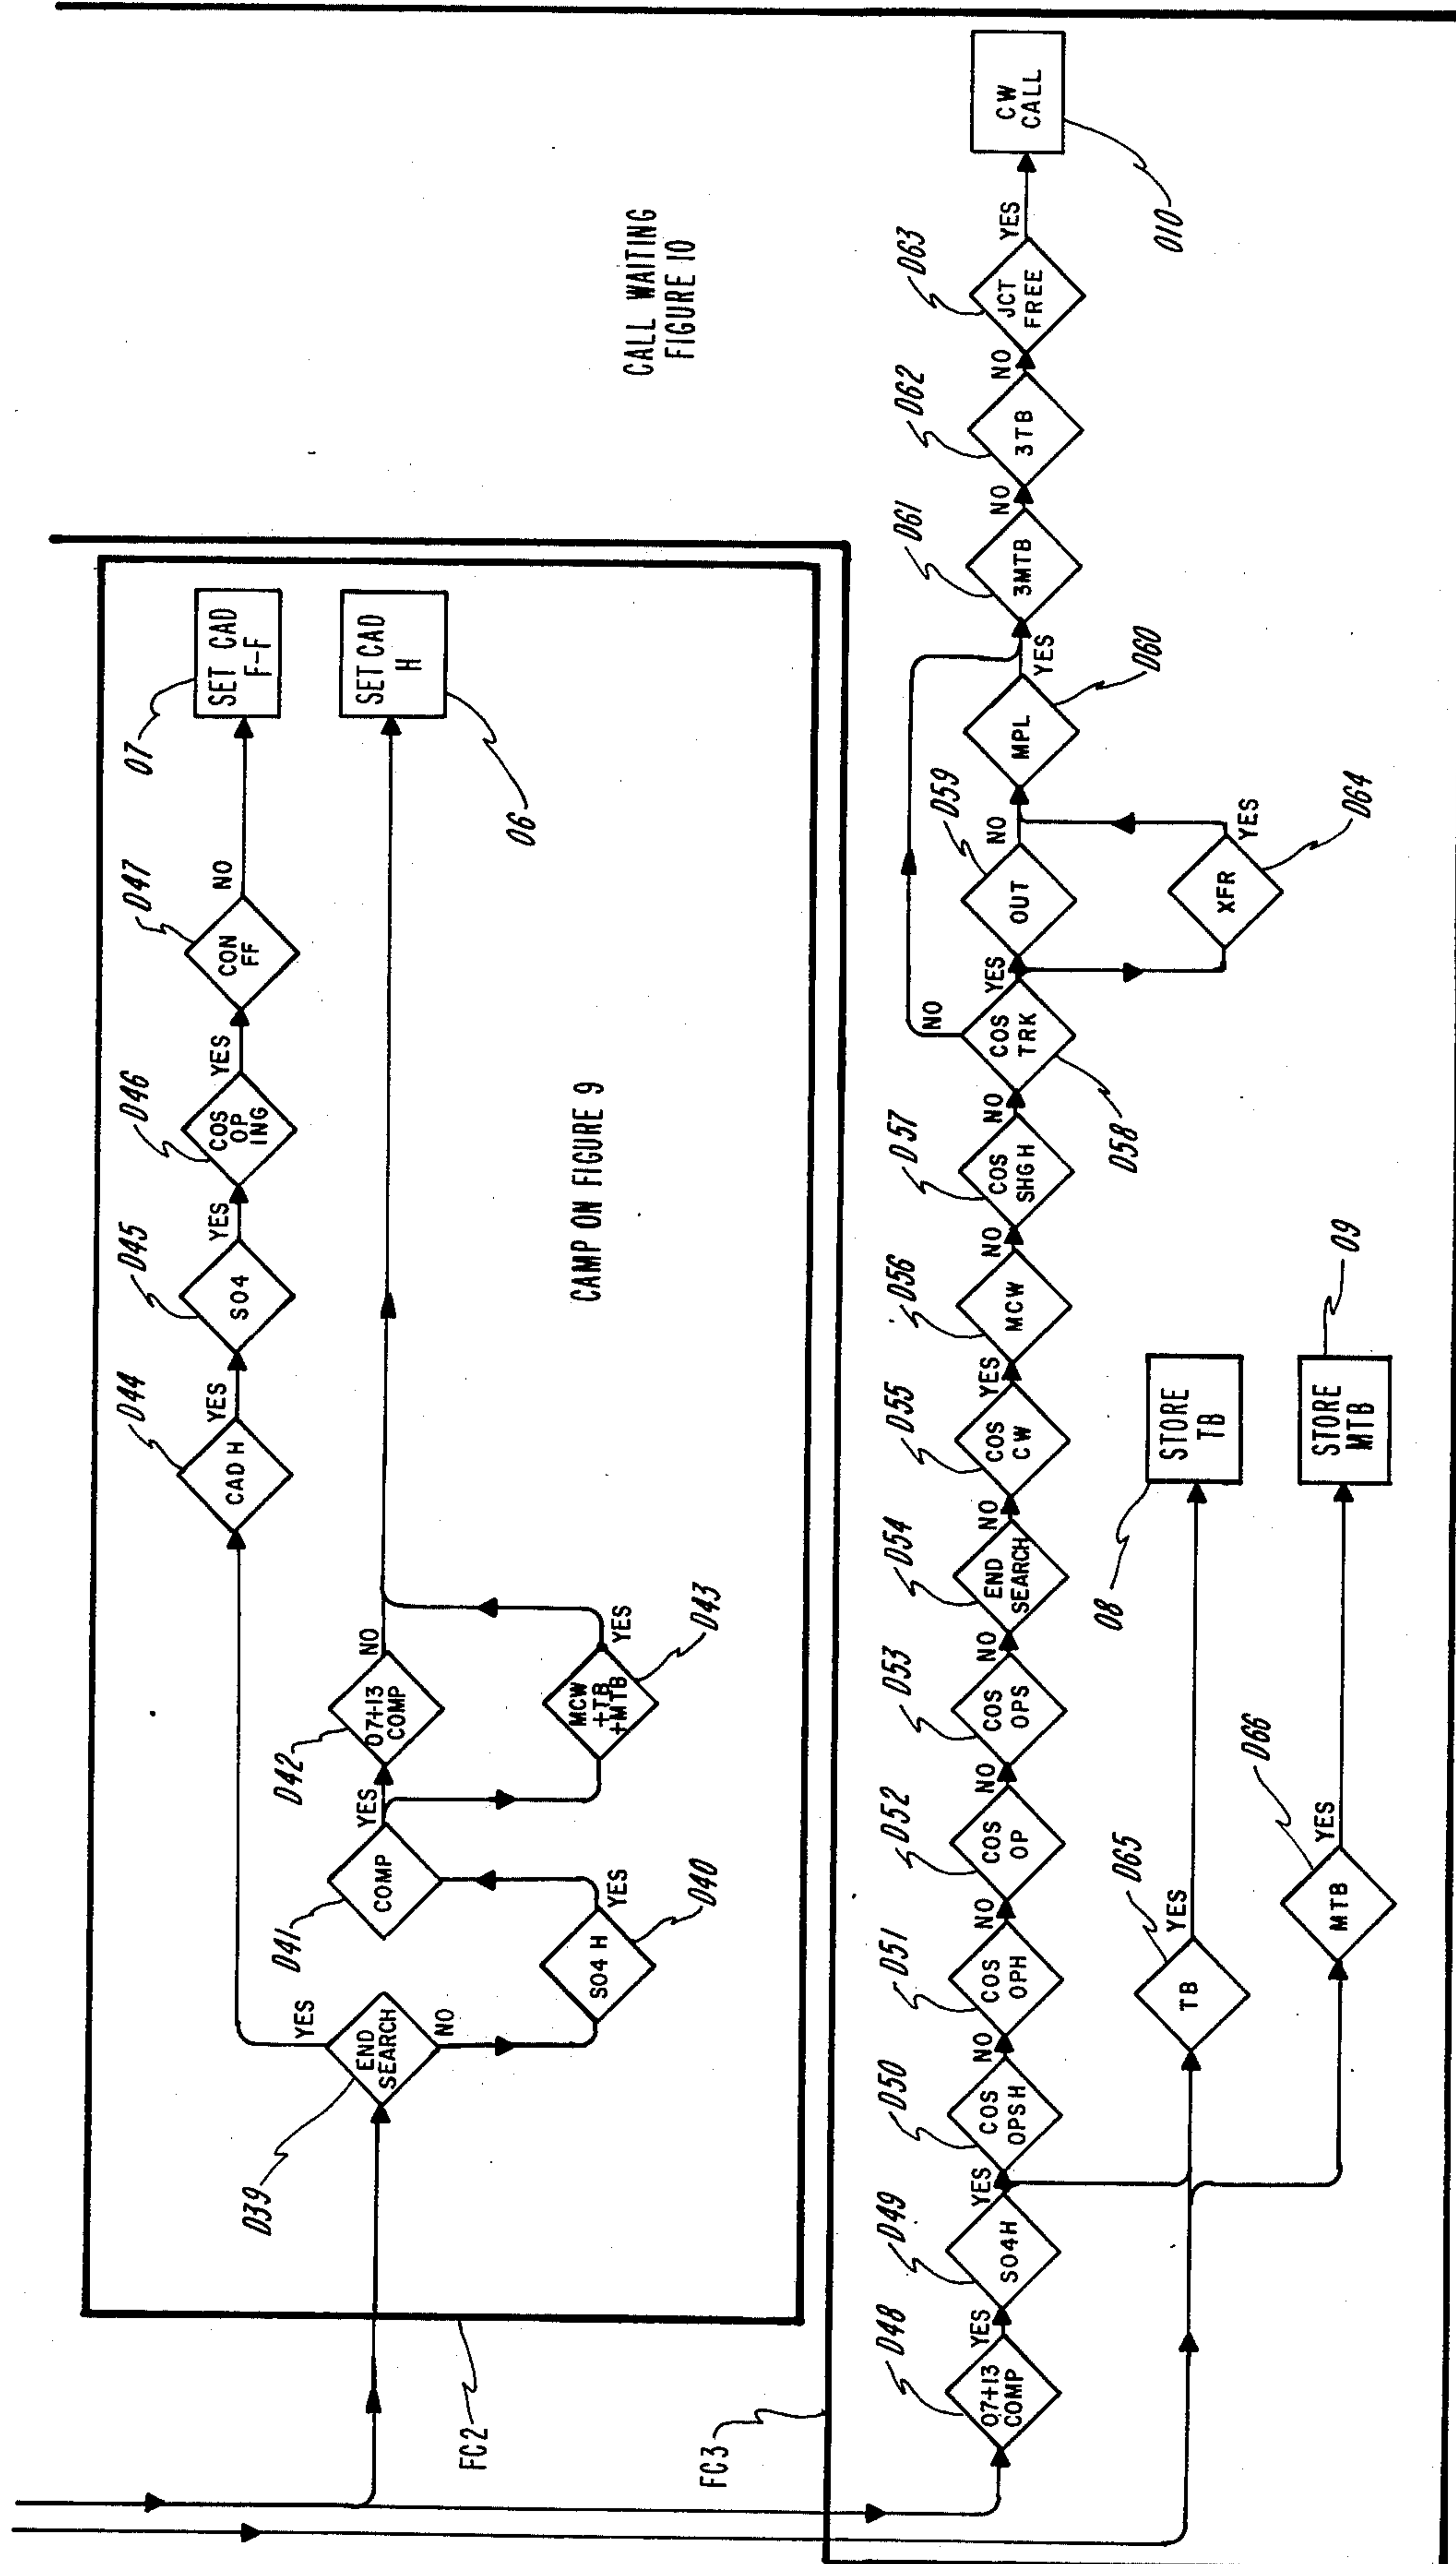 D39
END
SEARCH
YES
NO
SO4 H
D40
YES
D41
COMP
YES
D42
07+13
COMP
NO
MCW
+TB
+MTB
D43
YES
SET CAD
H
06
D44
CAD H
YES
D45
SO4
YES
D46
COS
OP
ING
YES
D47
CON
FF
NO
07
SET CAD
F-F
CAMP ON FIGURE 9
FC2
CALL WAITING
FIGURE 10
FC3
D48
07+13
COMP
YES
D49
SO4H
YES
D50
COS
OPSH
NO
D51
COS
OPH
NO
D52
COS
OP
NO
D53
COS
OPS
NO
D54
END
SEARCH
NO
D55
COS
CW
YES
D56
MCW
NO
D57
COS
SHG H
NO
COS
TRK
D58
NO
YES
D59
OUT
NO
XFR
D64
YES
MPL
D60
YES
D61
3MTB
NO
D62
3TB
NO
D63
JCT
FREE
YES
CW
CALL
010
D65
TB
YES
08
STORE
TB
D66
MTB
YES
STORE
MTB
09